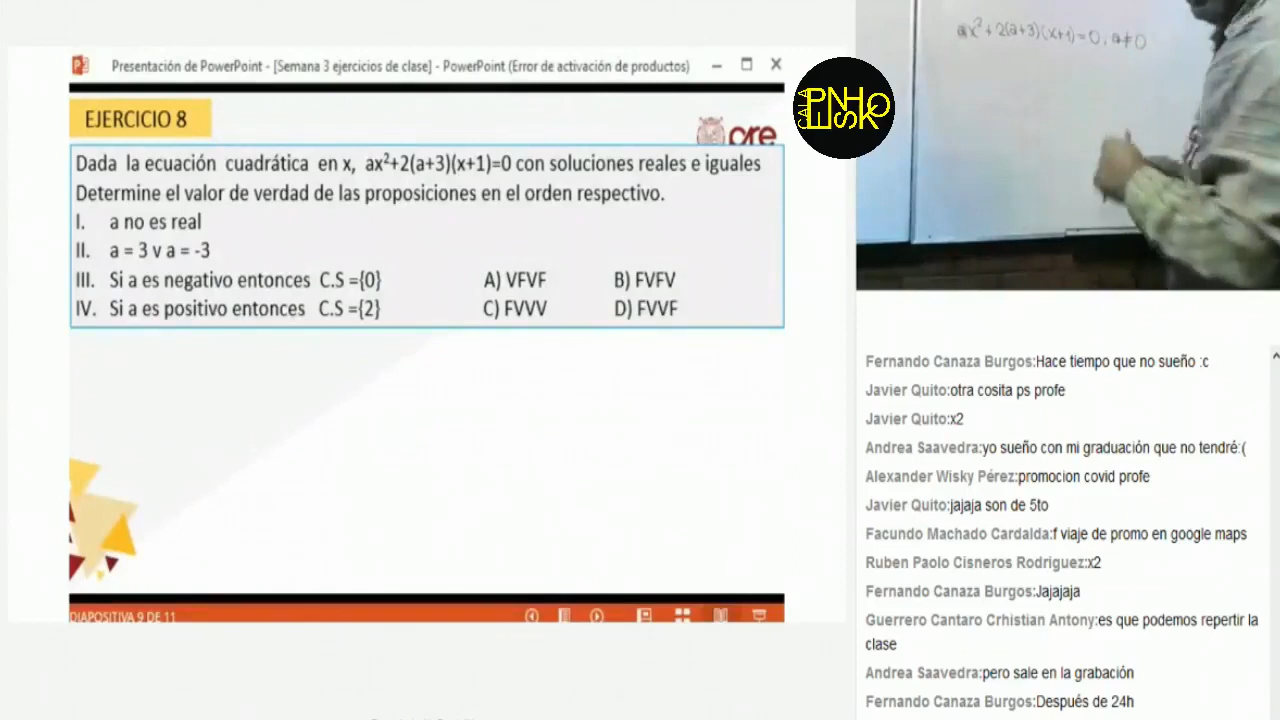 Presentación de PowerPoint - [Semana 3 ejercicios de clase] - PowerPoint (Error de activación de productos)
EJERCICIO 8
ore
Dada la ecuación cuadrática en x, ax²+2(a+3)(x+1)=0 con soluciones reales e iguales
Determine el valor de verdad de las proposiciones en el orden respectivo.
I. a no es real
II. a = 3 v a = -3
III. Si a es negativo entonces C.S ={0} A) VFVF B) FVFV
IV. Si a es positivo entonces C.S ={2} C) FVVV D) FVVF
DIAPOSITIVA 9 DE 11
ax²+2(a+3)(x+1)=0, a≠0
Fernando Canaza Burgos:Hace tiempo que no sueño :c
Javier Quito:otra cosita ps profe
Javier Quito:x2
Andrea Saavedra:yo sueño con mi graduación que no tendré:(
Alexander Wisky Pérez:promocion covid profe
Javier Quito:jajaja son de 5to
Facundo Machado Cardalda:f viaje de promo en google maps
Ruben Paolo Cisneros Rodriguez:x2
Fernando Canaza Burgos:Jajajaja
Guerrero Cantaro Crhistian Antony:es que podemos repertir la
clase
Andrea Saavedra:pero sale en la grabación
Fernando Canaza Burgos:Después de 24h